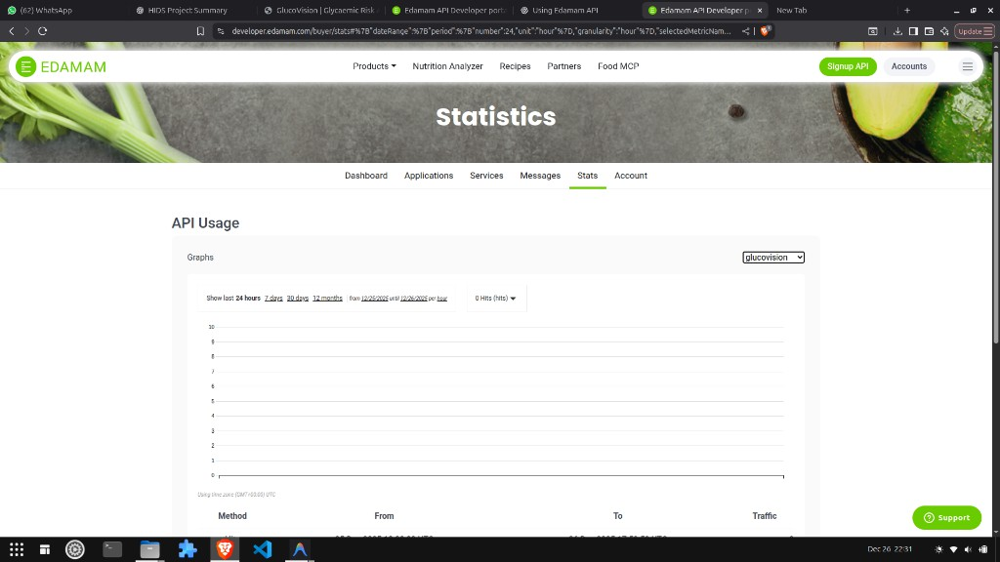 (62) WhatsApp
HIDS Project Summary
GlucoVision | Glycaemic Risk
Edamam API Developer porta
Using Edamam API
Edamam API Developer p
New Tab
developer.edamam.com/buyer/stats#%7B"dateRange":%7B"period":%7B"number":24,"unit":"hour"%7D,"granularity":"hour"%7D,"selectedMetricNam...
Update
EDAMAM
Products
Nutrition Analyzer
Recipes
Partners
Food MCP
Signup API
Accounts
Statistics
Dashboard
Applications
Services
Messages
Stats
Account
API Usage
Graphs
glucovision
Show last 24 hours 7 days 30 days 12 months from 12/25/2025 until 12/26/2025 per hour
0 Hits (hits)
10
9
8
7
6
5
4
3
2
1
0
Using time zone (GMT+00:00) UTC
Method
From
To
Traffic
Support
Dec 26 22:31